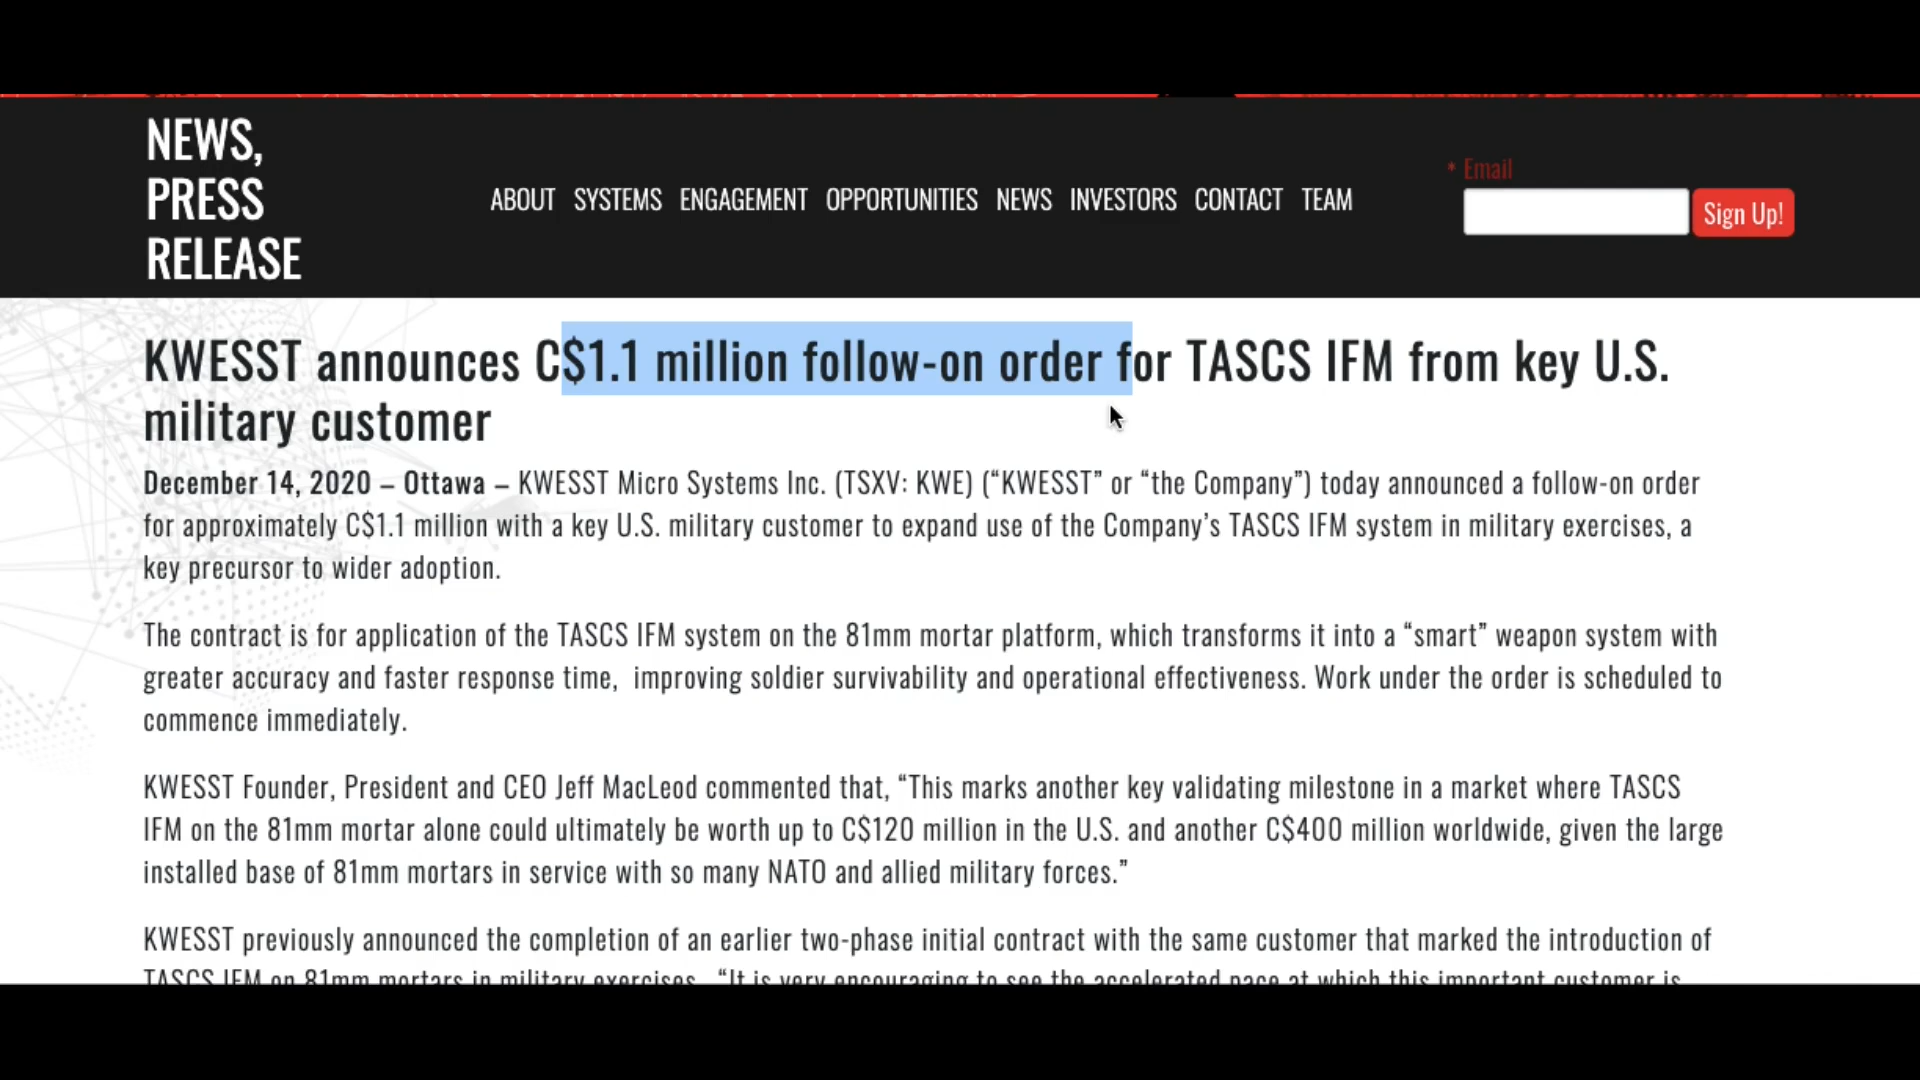 NEWS,
PRESS
RELEASE
ABOUT SYSTEMS ENGAGEMENT OPPORTUNITIES NEWS INVESTORS CONTACT TEAM
* Email
Sign Up!
KWESST announces C$1.1 million follow-on order for TASCS IFM from key U.S.
military customer
December 14, 2020 – Ottawa – KWESST Micro Systems Inc. (TSXV: KWE) (“KWESST” or “the Company”) today announced a follow-on order
for approximately C$1.1 million with a key U.S. military customer to expand use of the Company’s TASCS IFM system in military exercises, a
key precursor to wider adoption.
The contract is for application of the TASCS IFM system on the 81mm mortar platform, which transforms it into a “smart” weapon system with
greater accuracy and faster response time,  improving soldier survivability and operational effectiveness. Work under the order is scheduled to
commence immediately.
KWESST Founder, President and CEO Jeff MacLeod commented that, “This marks another key validating milestone in a market where TASCS
IFM on the 81mm mortar alone could ultimately be worth up to C$120 million in the U.S. and another C$400 million worldwide, given the large
installed base of 81mm mortars in service with so many NATO and allied military forces.”
KWESST previously announced the completion of an earlier two-phase initial contract with the same customer that marked the introduction of
TASCS IFM on 81mm mortars in military exercises.  “It is very encouraging to see the accelerated pace at which this important customer is